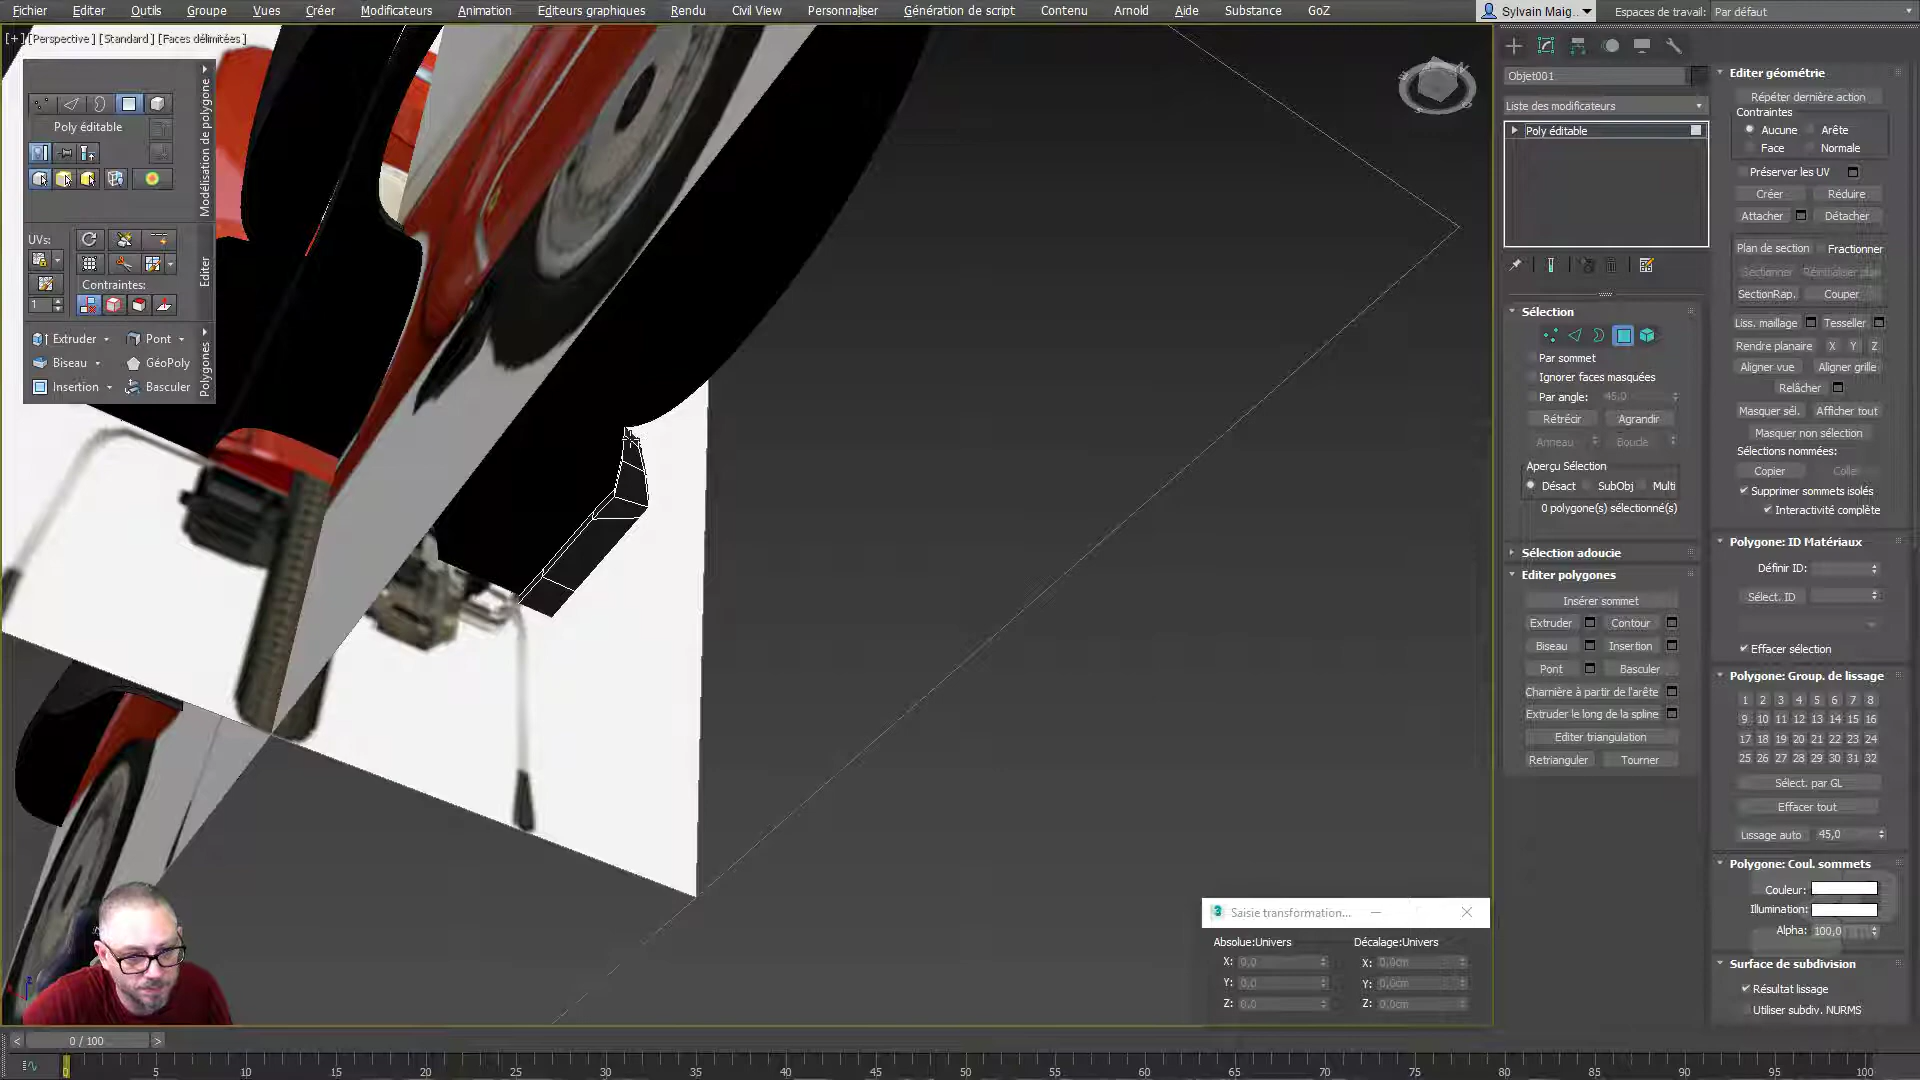 Fichier Editer Outils Groupe Vues Créer Modificateurs Animation Editeurs graphiques Rendu Civil View Personnaliser Génération de script Contenu Arnold Aide Substance GoZ Sylvain Maig... Espaces de travail: Par défaut
[+] [Perspective] [Standard] [Faces délimitées]
Poly éditable
Modélisation de polygone
UVs:
Contraintes:
1
Editer
Extruder Pont
Biseau GéoPoly
Insertion Basculer
Polygones
Objet001
Liste des modificateurs
Poly éditable
Sélection
Par sommet
Ignorer faces masquées
Par angle: 45,0
Rétrécir Agrandir
Anneau Boucle
Aperçu Sélection
Désact SubObj Multi
0 polygone(s) sélectionné(s)
Sélection adoucie
Editer polygones
Insérer sommet
Extruder Contour
Biseau Insertion
Pont Basculer
Charnière à partir de l'arête
Extruder le long de la spline
Editer triangulation
Retrianguler Tourner
Editer géométrie
Répéter dernière action
Contraintes
Aucune Arête
Face Normale
Préserver les UV
Créer Réduire
Attacher Détacher
Plan de section Fractionner
Sectionner Réinitialiser plan
SectionRap. Couper
Liss. maillage Tesseller
Rendre planaire X Y Z
Aligner vue Aligner grille
Relâcher
Masquer sél. Afficher tout
Masquer non sélection
Sélections nommées:
Copier Coller
Supprimer sommets isolés
Interactivité complète
Polygone: ID Matériaux
Définir ID:
Sélect. ID
Effacer sélection
Polygone: Group. de lissage
1 2 3 4 5 6 7 8
9 10 11 12 13 14 15 16
17 18 19 20 21 22 23 24
25 26 27 28 29 30 31 32
Sélect. par GL
Effacer tout
Lissage auto 45,0
Polygone: Coul. sommets
Couleur:
Illumination:
Alpha: 100,0
Surface de subdivision
Résultat lissage
Utiliser subdiv. NURMS
3 Saisie transformation...
Absolue:Univers Décalage:Univers
X: 0,0 X: 0,0cm
Y: 0,0 Y: 0,0cm
Z: 0,0 Z: 0,0cm
< 0 / 100 >
0 5 10 15 20 25 30 35 40 45 50 55 60 65 70 75 80 85 90 95 100